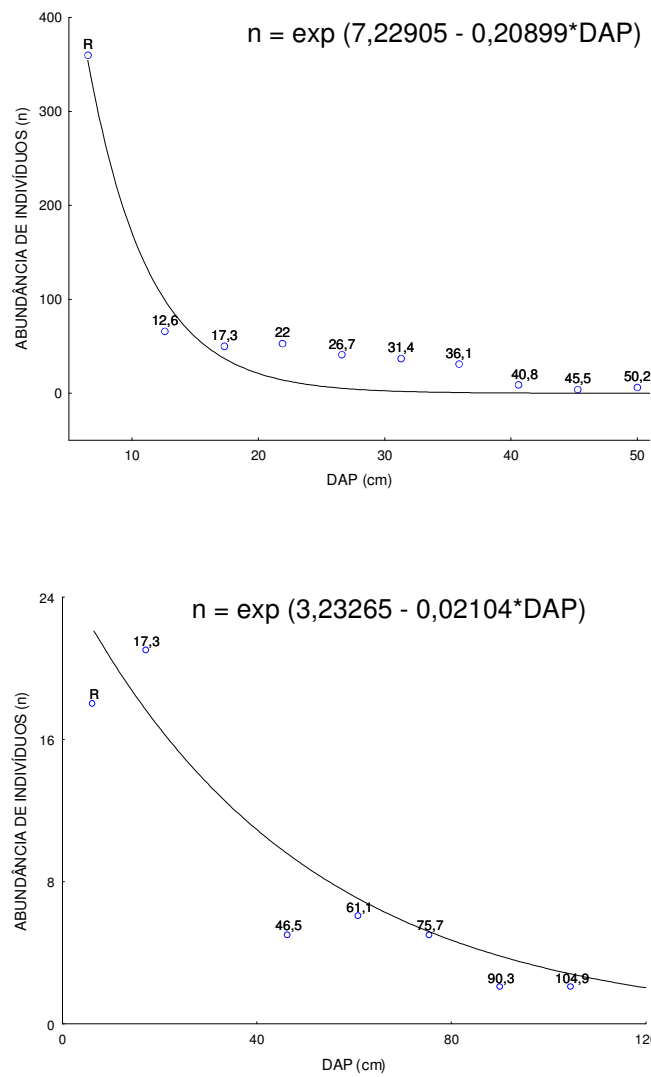 n = exp (7,22905 - 0,20899*DAP)
ABUNDÂNCIA DE INDIVÍDUOS (n)
400
300
200
100
0
R
12,6
17,3
22
26,7
31,4
36,1
40,8
45,5
50,2
10 20 30 40 50
DAP (cm)
n = exp (3,23265 - 0,02104*DAP)
ABUNDÂNCIA DE INDIVÍDUOS (n)
24
16
8
0
R
17,3
46,5
61,1
75,7
90,3
104,9
0 40 80 120
DAP (cm)